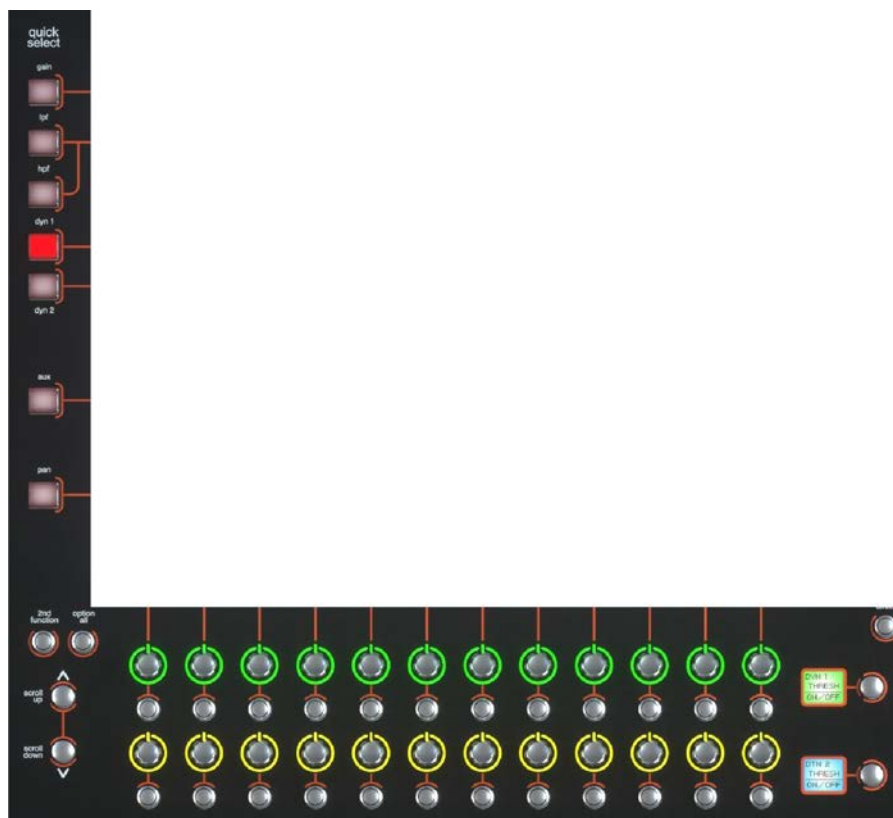 quick
select
gain
lpf
hpf
dyn 1
dyn 2
aux
pan
2nd
function
option
all
scroll
up
scroll
down
DYN 1
THRESH
ON/OFF
DYN 2
THRESH
ON/OFF